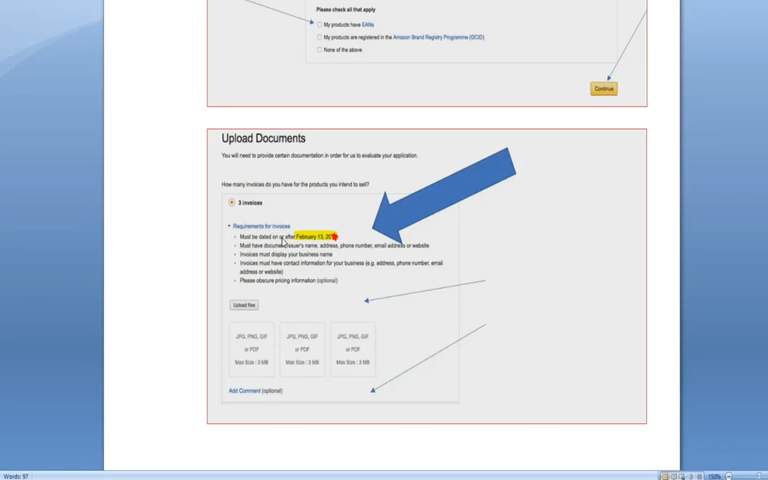 Please check all that apply
My products have EANs
My products are registered in the Amazon Brand Registry Programme (GCID)
None of the above
Continue
Upload Documents
You will need to provide certain documentation in order for us to evaluate your application.
How many invoices do you have for the products you intend to sell?
3 invoices
Requirements for invoices
Must be dated on or after February 13,
Must have document issuer's name, address, phone number, email address or website
Invoices must display your business name
Invoices must have contact information for your business (e.g. address, phone number, email
address or website)
Please obscure pricing information (optional)
Upload files
JPG, PNG, GIF JPG, PNG, GIF JPG, PNG, GIF
or PDF or PDF or PDF
Max Size : 3 MB Max Size : 3 MB Max Size : 3 MB
Add Comment (optional)
Words: 97 150%